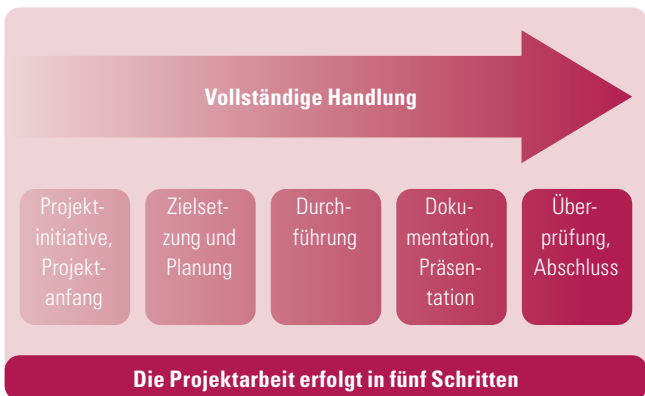 Vollständige Handlung
Projekt-
initiative,
Projekt-
anfang
Zielset-
zung und
Planung
Durch-
führung
Doku-
mentation,
Präsen-
tation
Über-
prüfung,
Abschluss
Die Projektarbeit erfolgt in fünf Schritten